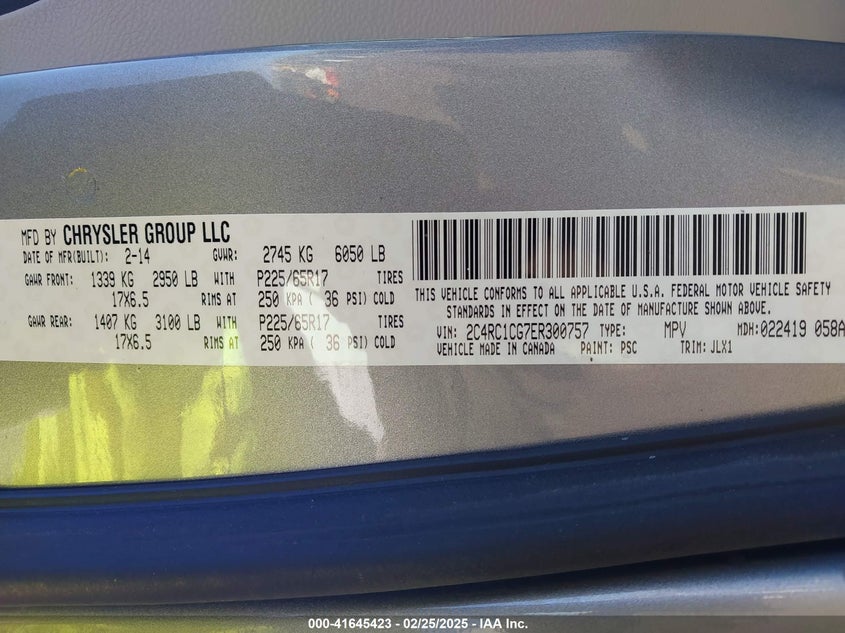 MFD BY CHRYSLER GROUP LLC
DATE OF MFR(BUILT): 2-14 GVWR: 2745 KG 6050 LB
GAWR FRONT: 1339 KG 2950 LB WITH P225/65R17 TIRES
17X6.5 RIMS AT 250 KPA ( 36 PSI) COLD
GAWR REAR: 1407 KG 3100 LB WITH P225/65R17 TIRES
17X6.5 RIMS AT 250 KPA ( 36 PSI) COLD
THIS VEHICLE CONFORMS TO ALL APPLICABLE U.S.A. FEDERAL MOTOR VEHICLE SAFETY
STANDARDS IN EFFECT ON THE DATE OF MANUFACTURE SHOWN ABOVE.
VIN: 2C4RC1CG7ER300757 TYPE: MPV MDH:022419 058A
VEHICLE MADE IN CANADA PAINT: PSC TRIM: JLX1
000-41645423 - 02/25/2025 - IAA Inc.